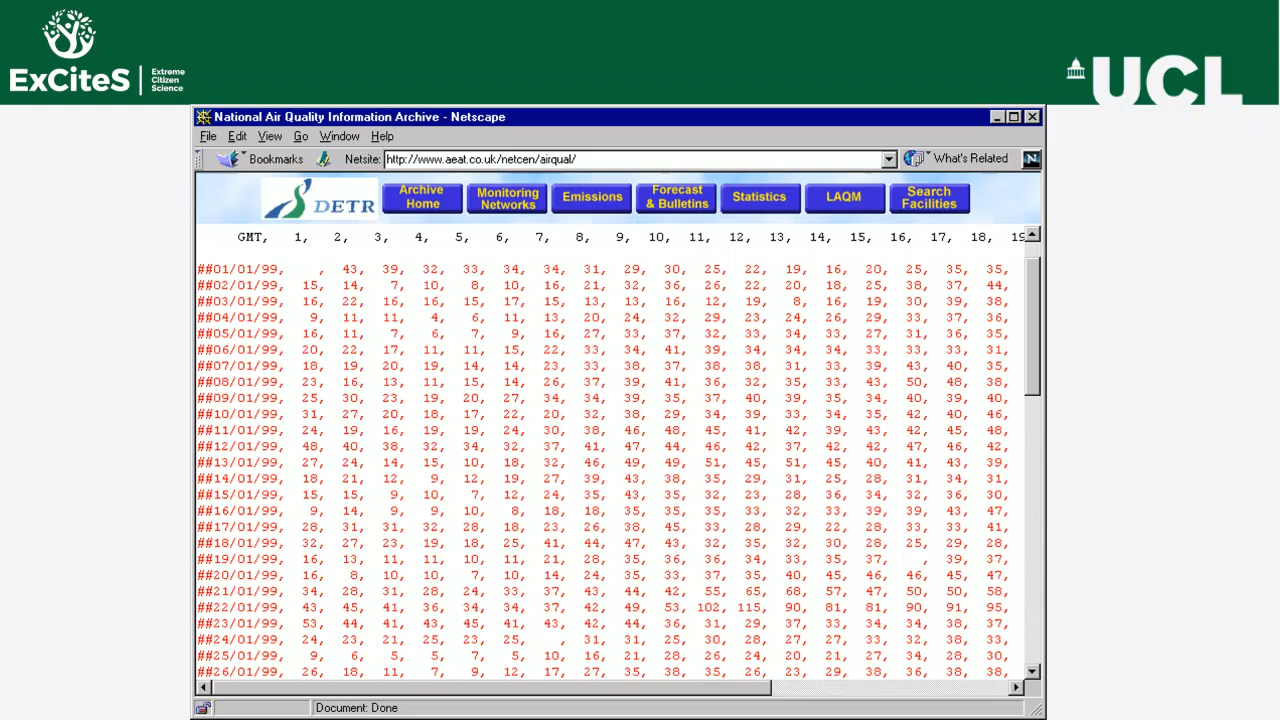 ExCiteS
Extreme
Citizen
Science
UCL
National Air Quality Information Archive - Netscape
File Edit View Go Window Help
Bookmarks Netsite: http://www.aeat.co.uk/netcen/airqual/ What's Related N
DETR Archive Home Monitoring Networks Emissions Forecast & Bulletins Statistics LAQM Search Facilities
GMT, 1, 2, 3, 4, 5, 6, 7, 8, 9, 10, 11, 12, 13, 14, 15, 16, 17, 18, 19
##01/01/99, , 43, 39, 32, 33, 34, 34, 31, 29, 30, 25, 22, 19, 16, 20, 25, 35, 35,
##02/01/99, 15, 14, 7, 10, 8, 10, 16, 21, 32, 36, 26, 22, 20, 18, 25, 38, 37, 44,
##03/01/99, 16, 22, 16, 16, 15, 17, 15, 13, 13, 16, 12, 19, 8, 16, 19, 30, 39, 38,
##04/01/99, 9, 11, 11, 4, 6, 11, 13, 20, 24, 32, 29, 23, 24, 26, 29, 33, 37, 36,
##05/01/99, 16, 11, 7, 6, 7, 9, 16, 27, 33, 37, 32, 33, 34, 33, 27, 31, 36, 35,
##06/01/99, 20, 22, 17, 11, 11, 15, 22, 33, 34, 41, 39, 34, 34, 34, 33, 33, 33, 31,
##07/01/99, 18, 19, 20, 19, 14, 14, 23, 33, 38, 37, 38, 38, 31, 33, 39, 43, 40, 35,
##08/01/99, 23, 16, 13, 11, 15, 14, 26, 37, 39, 41, 36, 32, 35, 33, 43, 50, 48, 38,
##09/01/99, 25, 30, 23, 19, 20, 27, 34, 34, 39, 35, 37, 40, 39, 35, 34, 40, 39, 40,
##10/01/99, 31, 27, 20, 18, 17, 22, 20, 32, 38, 29, 34, 39, 33, 34, 35, 42, 40, 46,
##11/01/99, 24, 19, 16, 19, 19, 24, 30, 38, 46, 48, 45, 41, 42, 39, 43, 42, 45, 48,
##12/01/99, 48, 40, 38, 32, 34, 32, 37, 41, 47, 44, 46, 42, 37, 42, 42, 47, 46, 42,
##13/01/99, 27, 24, 14, 15, 10, 18, 32, 46, 49, 49, 51, 45, 51, 45, 40, 41, 43, 39,
##14/01/99, 18, 21, 12, 9, 12, 19, 27, 39, 43, 38, 35, 29, 31, 25, 28, 31, 34, 31,
##15/01/99, 15, 15, 9, 10, 7, 12, 24, 35, 43, 35, 32, 23, 28, 36, 34, 32, 36, 30,
##16/01/99, 9, 14, 9, 9, 10, 8, 18, 18, 35, 35, 35, 33, 32, 33, 39, 39, 43, 47,
##17/01/99, 28, 31, 31, 32, 28, 18, 23, 26, 38, 45, 33, 28, 29, 22, 28, 33, 33, 41,
##18/01/99, 32, 27, 23, 19, 18, 25, 41, 44, 47, 43, 32, 35, 32, 30, 28, 25, 29, 28,
##19/01/99, 16, 13, 11, 11, 10, 11, 21, 28, 35, 36, 36, 34, 33, 35, 37, , 39, 37,
##20/01/99, 16, 8, 10, 10, 7, 10, 14, 24, 35, 33, 37, 35, 40, 45, 46, 46, 45, 47,
##21/01/99, 34, 28, 31, 28, 24, 33, 37, 43, 44, 42, 55, 65, 68, 57, 47, 50, 50, 58,
##22/01/99, 43, 45, 41, 36, 34, 34, 37, 42, 49, 53, 102, 115, 90, 81, 81, 90, 91, 95,
##23/01/99, 53, 44, 41, 43, 45, 41, 43, 42, 44, 36, 31, 29, 37, 33, 34, 34, 38, 37,
##24/01/99, 24, 23, 21, 25, 23, 25, , 31, 31, 25, 30, 28, 27, 27, 33, 32, 38, 33,
##25/01/99, 9, 6, 5, 5, 7, 5, 10, 16, 21, 28, 26, 24, 20, 21, 27, 34, 28, 30,
##26/01/99, 26, 18, 11, 7, 9, 12, 17, 27, 35, 38, 35, 26, 23, 29, 38, 36, 38, 38,
Document: Done